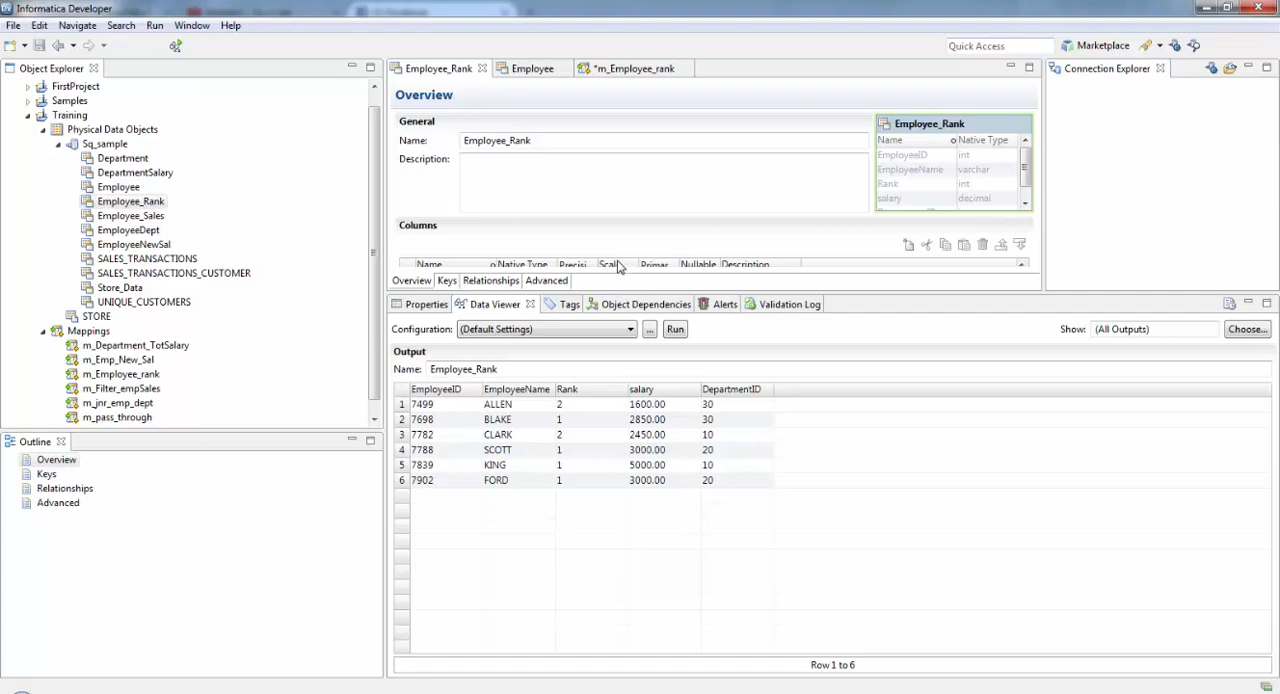 Informatica Developer
File Edit Navigate Search Run Window Help
Quick Access
Marketplace
Object Explorer
FirstProject
Samples
Training
Physical Data Objects
Sq_sample
Department
DepartmentSalary
Employee
Employee_Rank
Employee_Sales
EmployeeDept
EmployeeNewSal
SALES_TRANSACTIONS
SALES_TRANSACTIONS_CUSTOMER
Store_Data
UNIQUE_CUSTOMERS
STORE
Mappings
m_Department_TotSalary
m_Emp_New_Sal
m_Employee_rank
m_Filter_empSales
m_jnr_emp_dept
m_pass_through
Outline
Overview
Keys
Relationships
Advanced
Employee_Rank Employee *m_Employee_rank
Overview
General
Name: Employee_Rank
Description:
Employee_Rank
Name Native Type
EmployeeID int
EmployeeName varchar
Rank int
salary decimal
Columns
Name Native Type Precisi Scal Primar Nullable Description
Overview Keys Relationships Advanced
Connection Explorer
Properties Data Viewer Tags Object Dependencies Alerts Validation Log
Configuration: (Default Settings) ... Run Show: (All Outputs) Choose...
Output
Name: Employee_Rank
EmployeeID EmployeeName Rank salary DepartmentID
1 7499 ALLEN 2 1600.00 30
2 7698 BLAKE 1 2850.00 30
3 7782 CLARK 2 2450.00 10
4 7788 SCOTT 1 3000.00 20
5 7839 KING 1 5000.00 10
6 7902 FORD 1 3000.00 20
Row 1 to 6